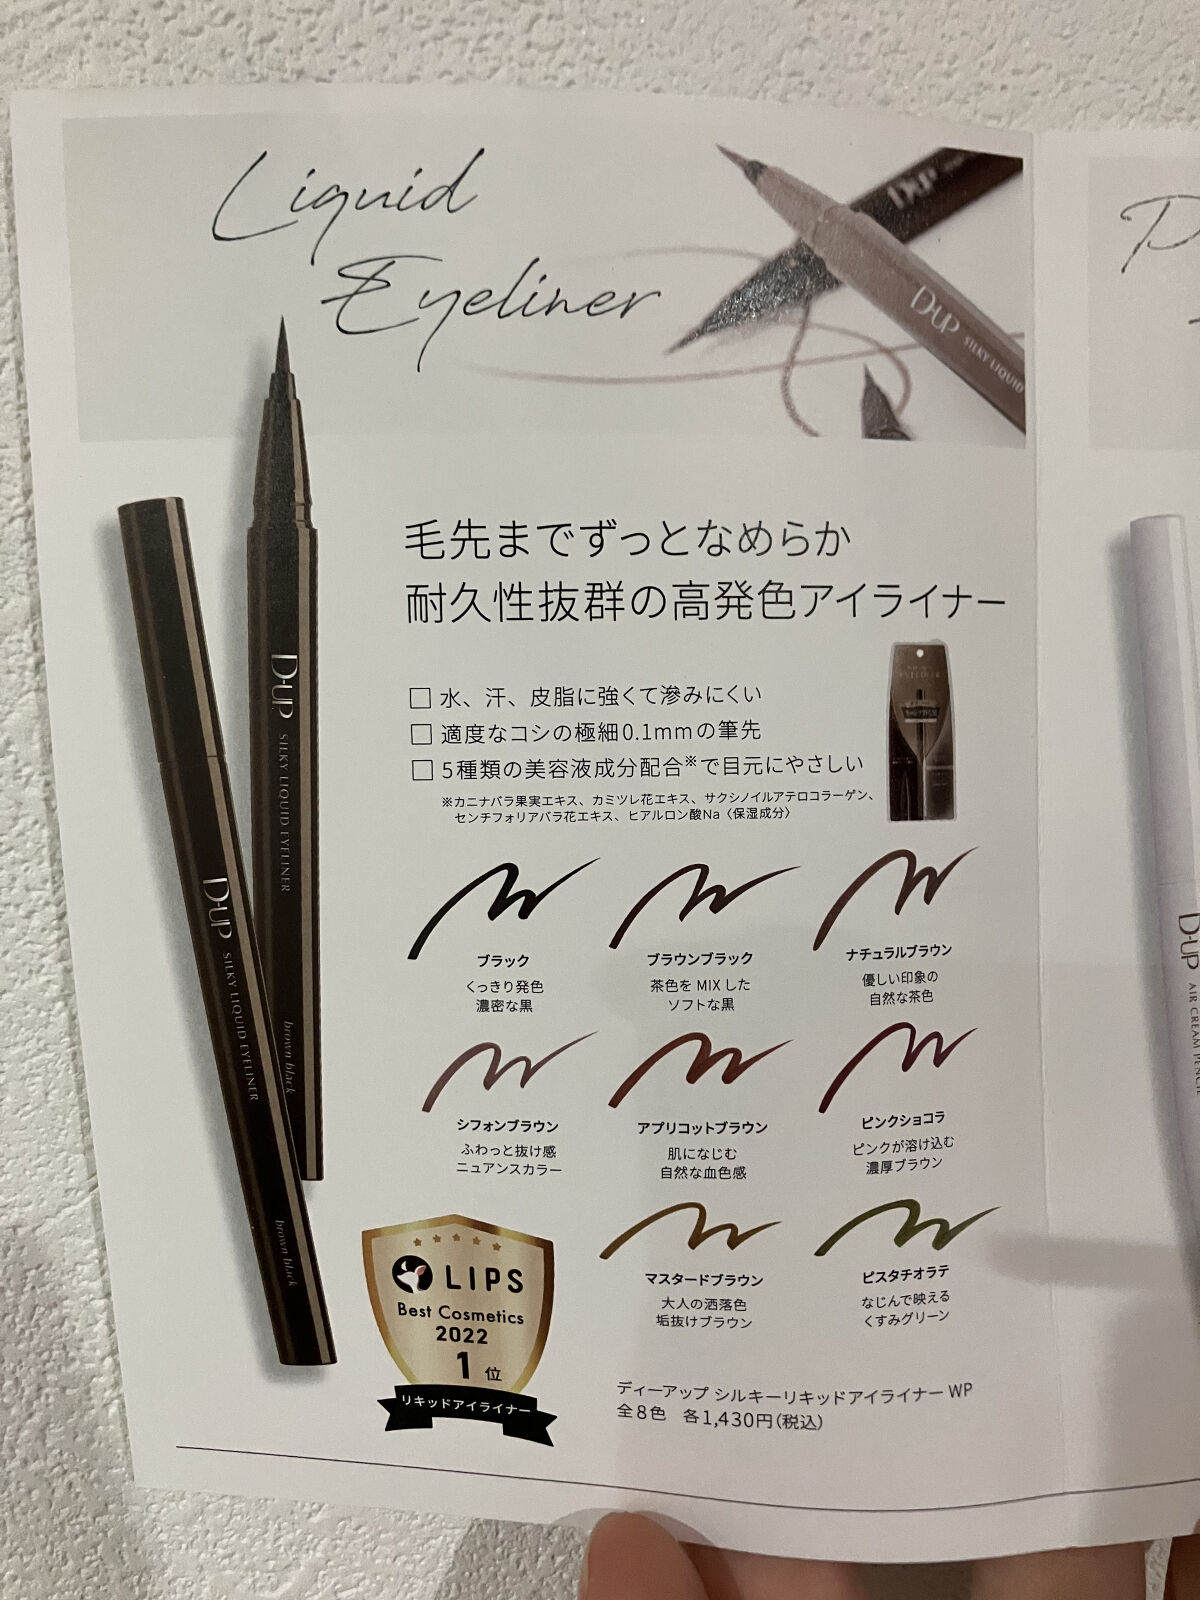 Liquid
Eyeliner
D-UP
D-UP SILKY LIQUID
毛先までずっとなめらか
耐久性抜群の高発色アイライナー
□ 水、汗、皮脂に強くて滲みにくい
□ 適度なコシの極細0.1mmの筆先
□ 5種類の美容液成分配合※で目元にやさしい
※カニナバラ果実エキス、カミツレ花エキス、サクシノイルアテロコラーゲン、
センチフォリアバラ花エキス、ヒアルロン酸Na〈保湿成分〉
D-UP SILKY LIQUID EYELINER brown black
D-UP SILKY LIQUID EYELINER brown black
ブラック
くっきり発色
濃密な黒
ブラウンブラック
茶色を MIX した
ソフトな黒
ナチュラルブラウン
優しい印象の
自然な茶色
シフォンブラウン
ふわっと抜け感
ニュアンスカラー
アプリコットブラウン
肌になじむ
自然な血色感
ピンクショコラ
ピンクが溶け込む
濃厚ブラウン
マスタードブラウン
大人の洒落色
垢抜けブラウン
ピスタチオラテ
なじんで映える
くすみグリーン
LIPS
Best Cosmetics
2022
1位
リキッドアイライナー
ディーアップ シルキーリキッドアイライナー WP
全8色 各1,430円(税込)
P
D-UP AIR CREAM PENCIL